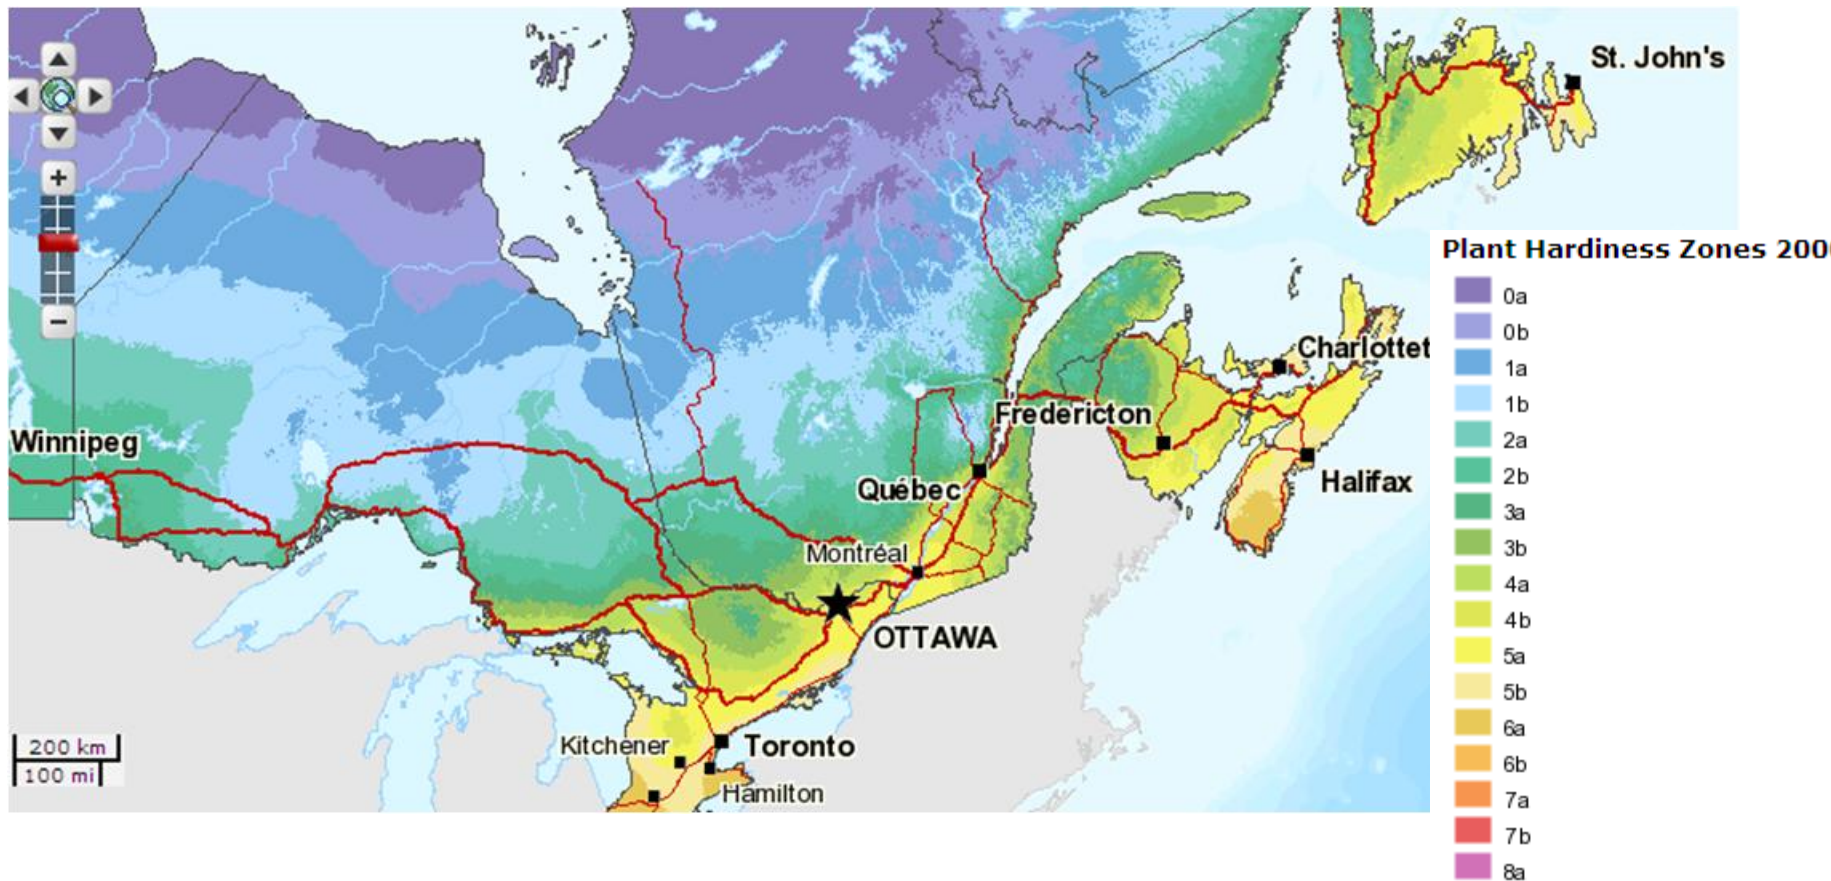 St. John's
Plant Hardiness Zones 200
0a
0b
1a
1b
2a
2b
3a
3b
4a
4b
5a
5b
6a
6b
7a
7b
8a
Charlottet
Fredericton
Winnipeg
Halifax
Québec
Montréal
OTTAWA
Kitchener
Toronto
Hamilton
200 km
100 mi